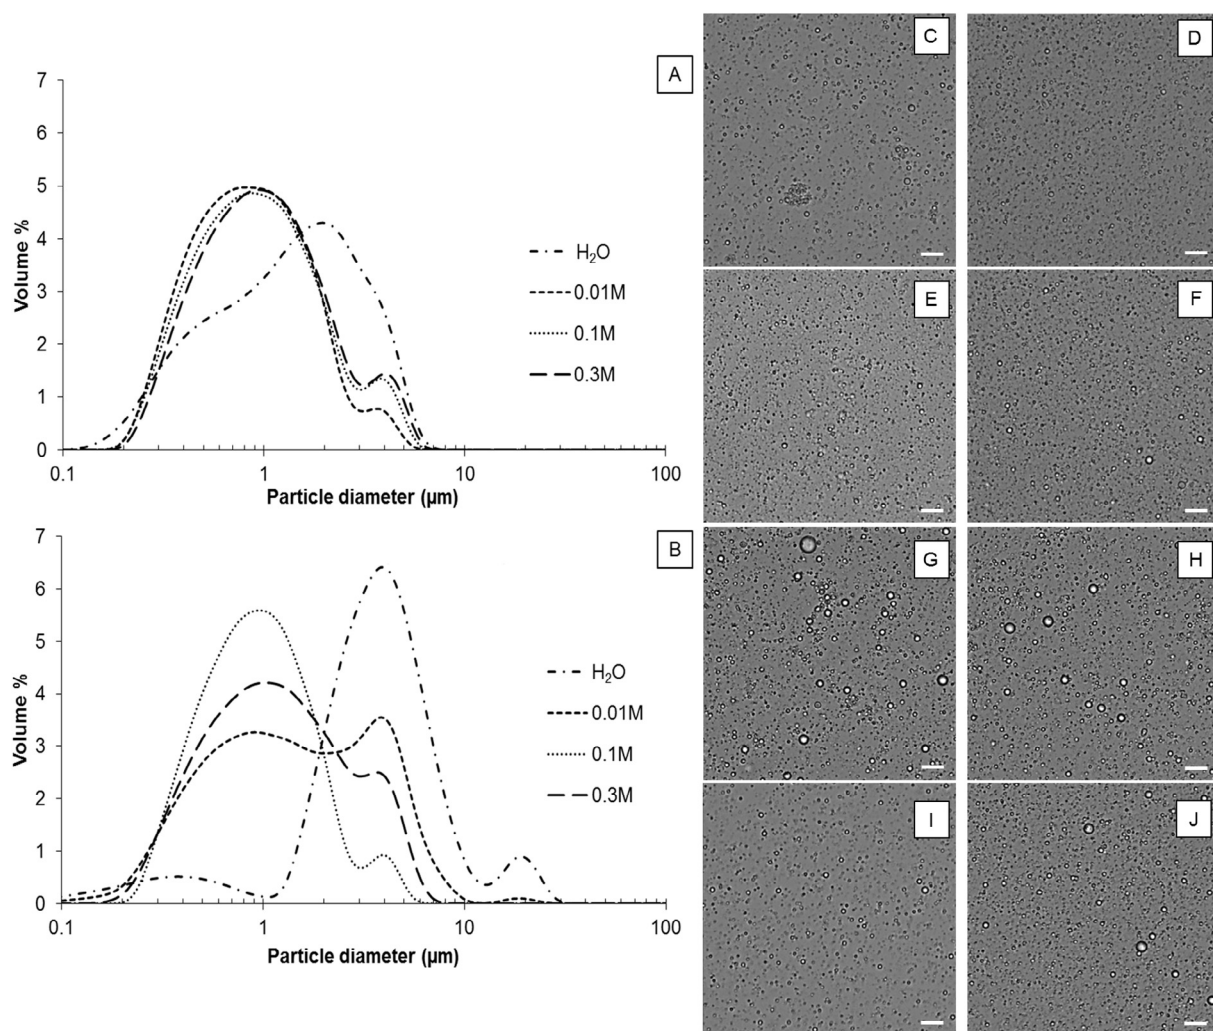 A
7
6
5
4
3
2
1
0
Volume %
0.1
1
10
100
Particle diameter (µm)
H₂O
0.01M
0.1M
0.3M
B
7
6
5
4
3
2
1
0
Volume %
0.1
1
10
100
Particle diameter (µm)
H₂O
0.01M
0.1M
0.3M
C
D
E
F
G
H
I
J